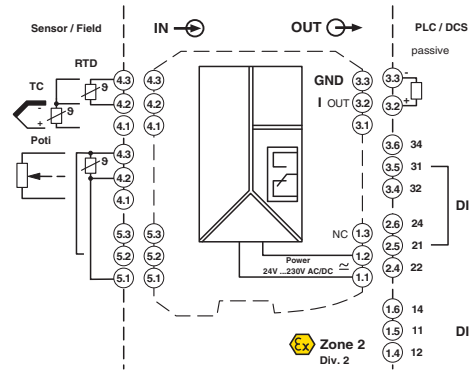 Sensor / Field
IN
OUT
PLC / DCS
passive
RTD
TC
ϑ
ϑ
-
+
4.3
4.2
4.1
4.3
4.2
4.1
GND
3.3
I OUT
3.2
3.1
3.3 -
3.2 +
Poti
ϑ
4.3
4.2
4.1
3.6 34
3.5 31
3.4 32
DI
5.3
5.2
5.1
5.3
5.2
5.1
NC 1.3
1.2
1.1
Power
24V ...230V AC/DC
2.6 24
2.5 21
2.4 22
1.6 14
1.5 11
1.4 12
DI
Ex
Zone 2
Div. 2